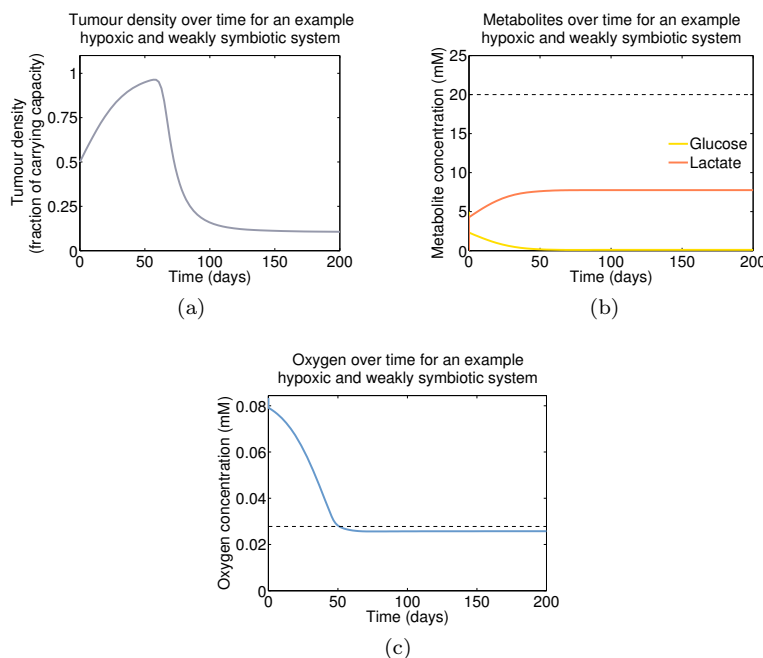 Tumour density over time for an example
hypoxic and weakly symbiotic system
Tumour density
(fraction of carrying capacity)
1
0.75
0.5
0.25
0
0 50 100 150 200
Time (days)
(a)
Metabolites over time for an example
hypoxic and weakly symbiotic system
Metabolite concentration (mM)
25
20
15
10
5
0
Glucose
Lactate
0 50 100 150 200
Time (days)
(b)
Oxygen over time for an example
hypoxic and weakly symbiotic system
Oxygen concentration (mM)
0.08
0.06
0.04
0.02
0
0 50 100 150 200
Time (days)
(c)